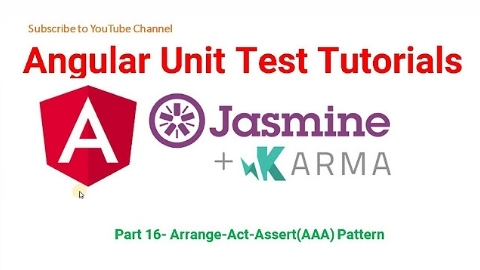 Subscribe to YouTube Channel
Angular Unit Test Tutorials
A
Jasmine
+ KARMA
Part 16- Arrange-Act-Assert(AAA) Pattern